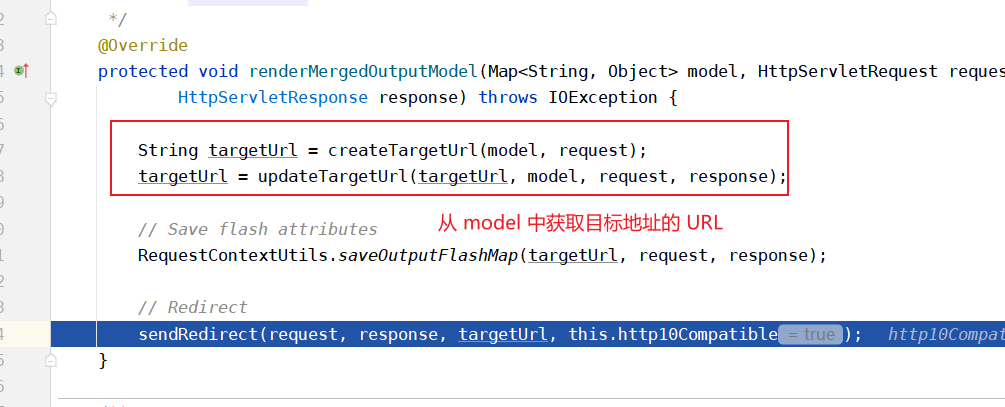 2
*/
3
@Override
4
protected void renderMergedOutputModel(Map<String, Object> model, HttpServletRequest reque
5
HttpServletResponse response) throws IOException {
6
7
String targetUrl = createTargetUrl(model, request);
8
targetUrl = updateTargetUrl(targetUrl, model, request, response);
9
从 model 中获取目标地址的 URL
0
// Save flash attributes
1
RequestContextUtils.saveOutputFlashMap(targetUrl, request, response);
2
3
// Redirect
4
sendRedirect(request, response, targetUrl, this.http10Compatible = true ); http10Compat
5
}
6